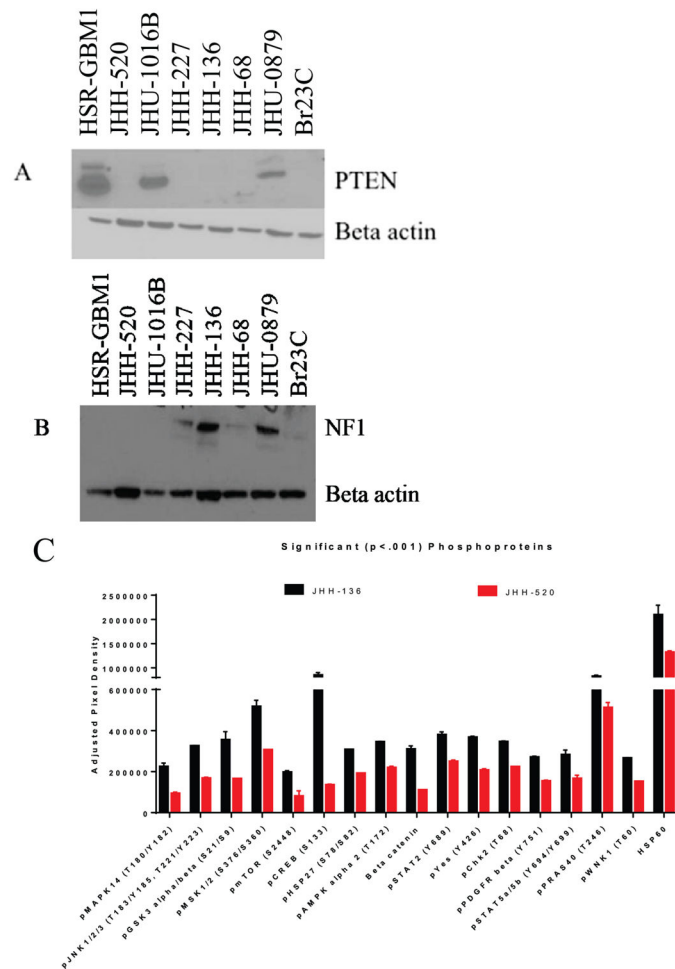 HSR-GBM1
JHH-520
JHU-1016B
JHH-227
JHH-136
JHH-68
JHU-0879
Br23C
A
PTEN
Beta actin
HSR-GBM1
JHH-520
JHU-1016B
JHH-227
JHH-136
JHH-68
JHU-0879
Br23C
B
NF1
Beta actin
C
Significant (p<.001) Phosphoproteins
JHH-136
JHH-520
Adjusted Pixel Density
2500000
2000000
1500000
1000000
600000
400000
200000
0
pMAPK14 (T180/Y182)
pJNK1/2/3 (T183/Y185, T221/Y223)
pGSK3 alpha/beta (S21/S9)
pMSK1/2 (S376/S360)
pmTOR (S2448)
pCREB (S133)
pHSP27 (S78/S82)
pAMPK alpha 2 (T172)
Beta catenin
pSTAT2 (Y689)
pYes (Y426)
pChk2 (T68)
pPDGFR beta (Y751)
pSTAT5a/5b (Y694/Y699)
pPRAS40 (T246)
pWNK1 (T60)
HSP60